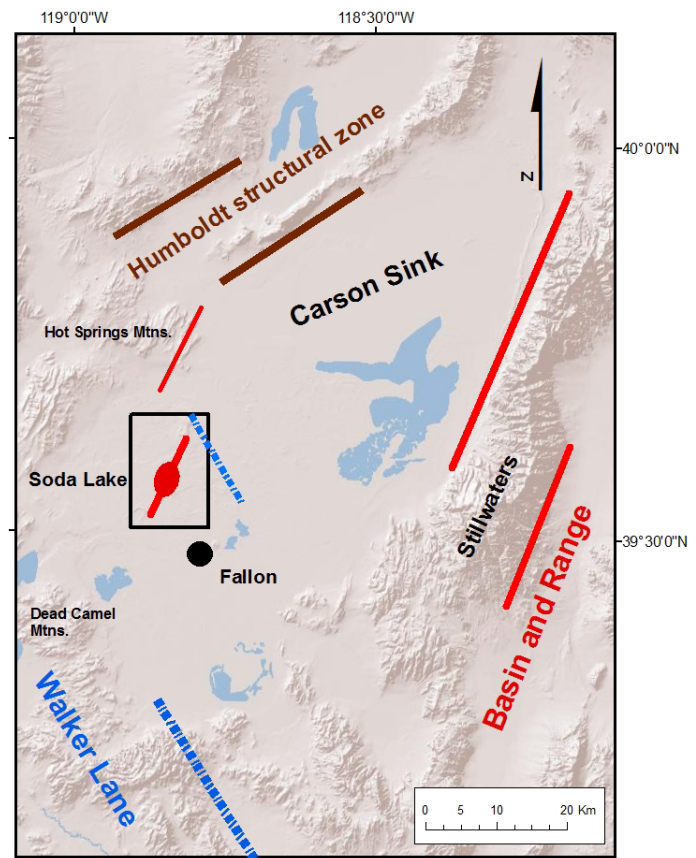 119°0'0"W
118°30'0"W
40°0'0"N
N
Humboldt structural zone
Carson Sink
Hot Springs Mtns.
Soda Lake
Stillwaters
39°30'0"N
Fallon
Basin and Range
Dead Camel
Mtns.
Walker Lane
0 5 10 20 Km